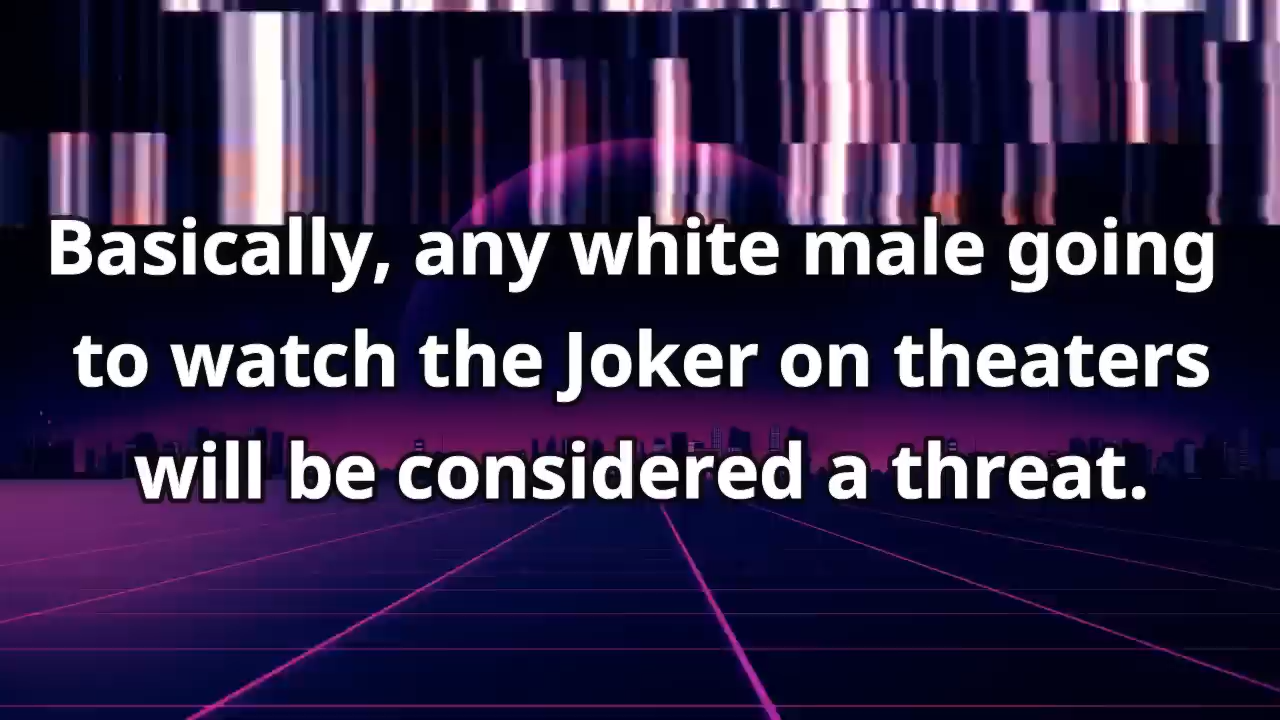 Basically, any white male going
to watch the Joker on theaters
will be considered a threat.